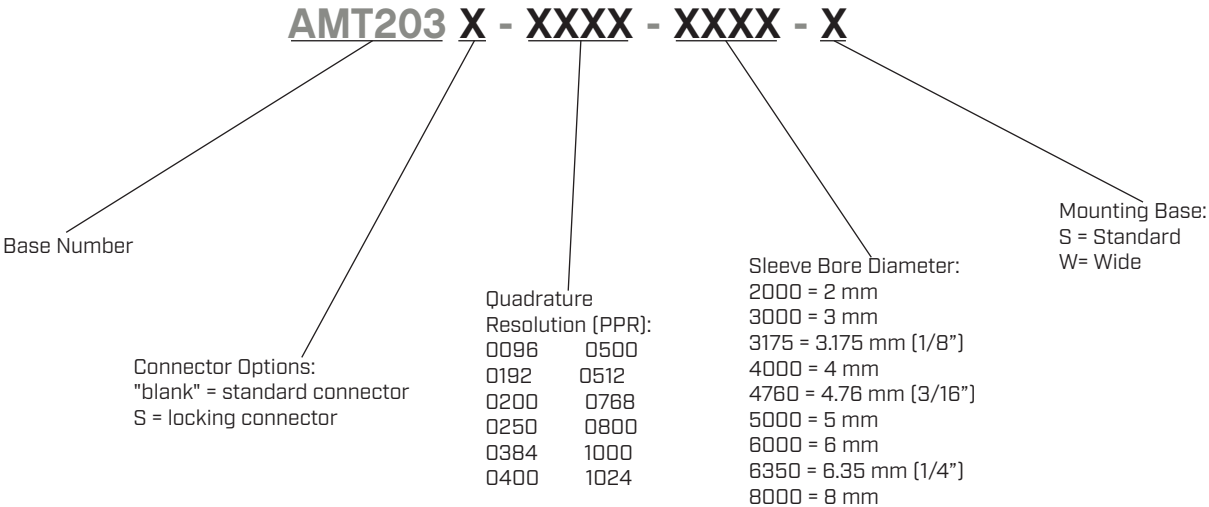 AMT203 X - XXXX - XXXX - X
Base Number
Connector Options:
"blank" = standard connector
S = locking connector
Quadrature
Resolution (PPR):
0096 0500
0192 0512
0200 0768
0250 0800
0384 1000
0400 1024
Sleeve Bore Diameter:
2000 = 2 mm
3000 = 3 mm
3175 = 3.175 mm (1/8”)
4000 = 4 mm
4760 = 4.76 mm (3/16”)
5000 = 5 mm
6000 = 6 mm
6350 = 6.35 mm (1/4”)
8000 = 8 mm
Mounting Base:
S = Standard
W= Wide